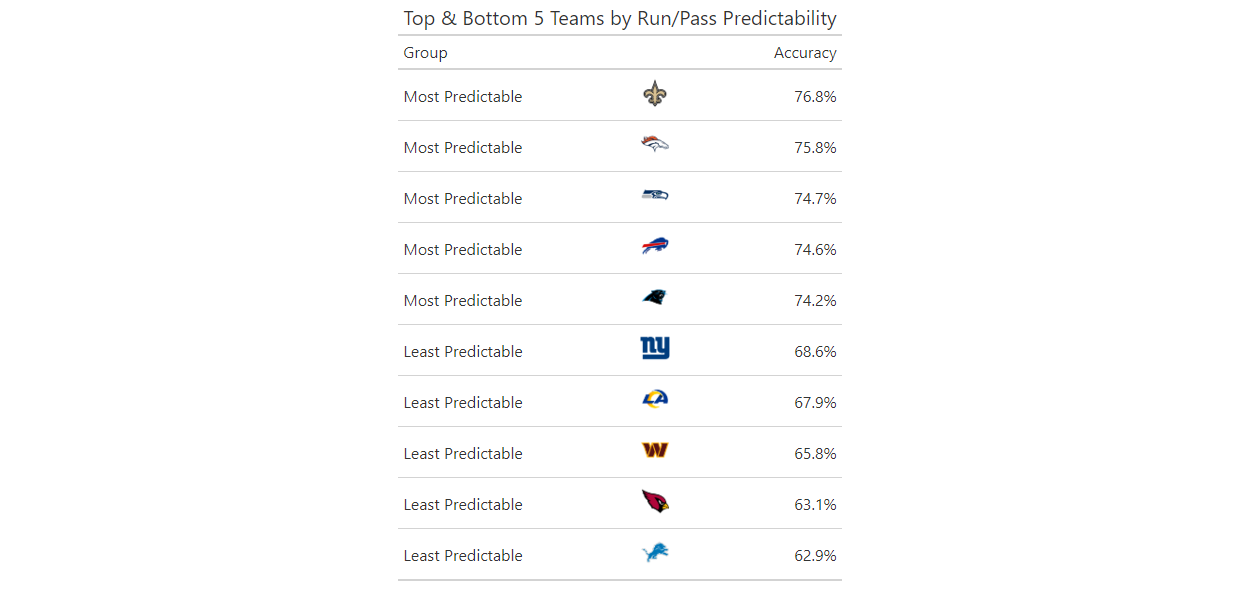 Top & Bottom 5 Teams by Run/Pass Predictability
Group Accuracy
Most Predictable 76.8%
Most Predictable 75.8%
Most Predictable 74.7%
Most Predictable 74.6%
Most Predictable 74.2%
Least Predictable ny 68.6%
Least Predictable LA 67.9%
Least Predictable W 65.8%
Least Predictable 63.1%
Least Predictable 62.9%